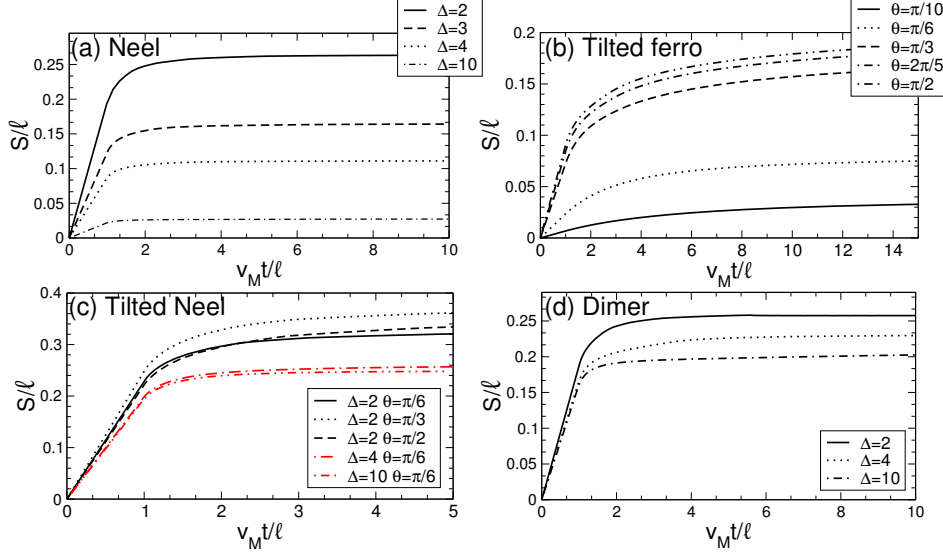 (a) Neel
Δ=2
Δ=3
Δ=4
Δ=10
S/ℓ
0.25
0.2
0.15
0.1
0.05
0
0 2 4 6 8 10
v_M t/ℓ
(b) Tilted ferro
θ=π/10
θ=π/6
θ=π/3
θ=2π/5
θ=π/2
S/ℓ
0.2
0.15
0.1
0.05
0
0 2 4 6 8 10 12 14
v_M t/ℓ
(c) Tilted Neel
Δ=2 θ=π/6
Δ=2 θ=π/3
Δ=2 θ=π/2
Δ=4 θ=π/6
Δ=10 θ=π/6
S/ℓ
0.4
0.3
0.2
0.1
0
0 1 2 3 4 5
v_M t/ℓ
(d) Dimer
Δ=2
Δ=4
Δ=10
S/ℓ
0.25
0.2
0.15
0.1
0.05
0
0 2 4 6 8 10
v_M t/ℓ